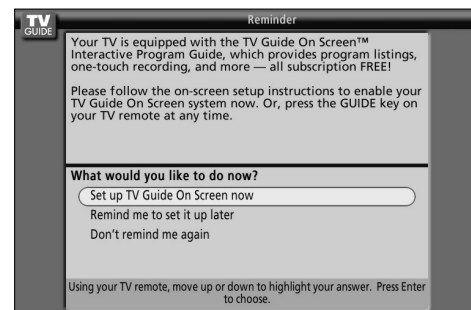 TV
GUIDE
Reminder
Your TV is equipped with the TV Guide On Screen™
Interactive Program Guide, which provides program listings,
one-touch recording, and more — all subscription FREE!
Please follow the on-screen setup instructions to enable your
TV Guide On Screen system now. Or, press the GUIDE key on
your TV remote at any time.
What would you like to do now?
Set up TV Guide On Screen now
Remind me to set it up later
Don't remind me again
Using your TV remote, move up or down to highlight your answer. Press Enter
to choose.